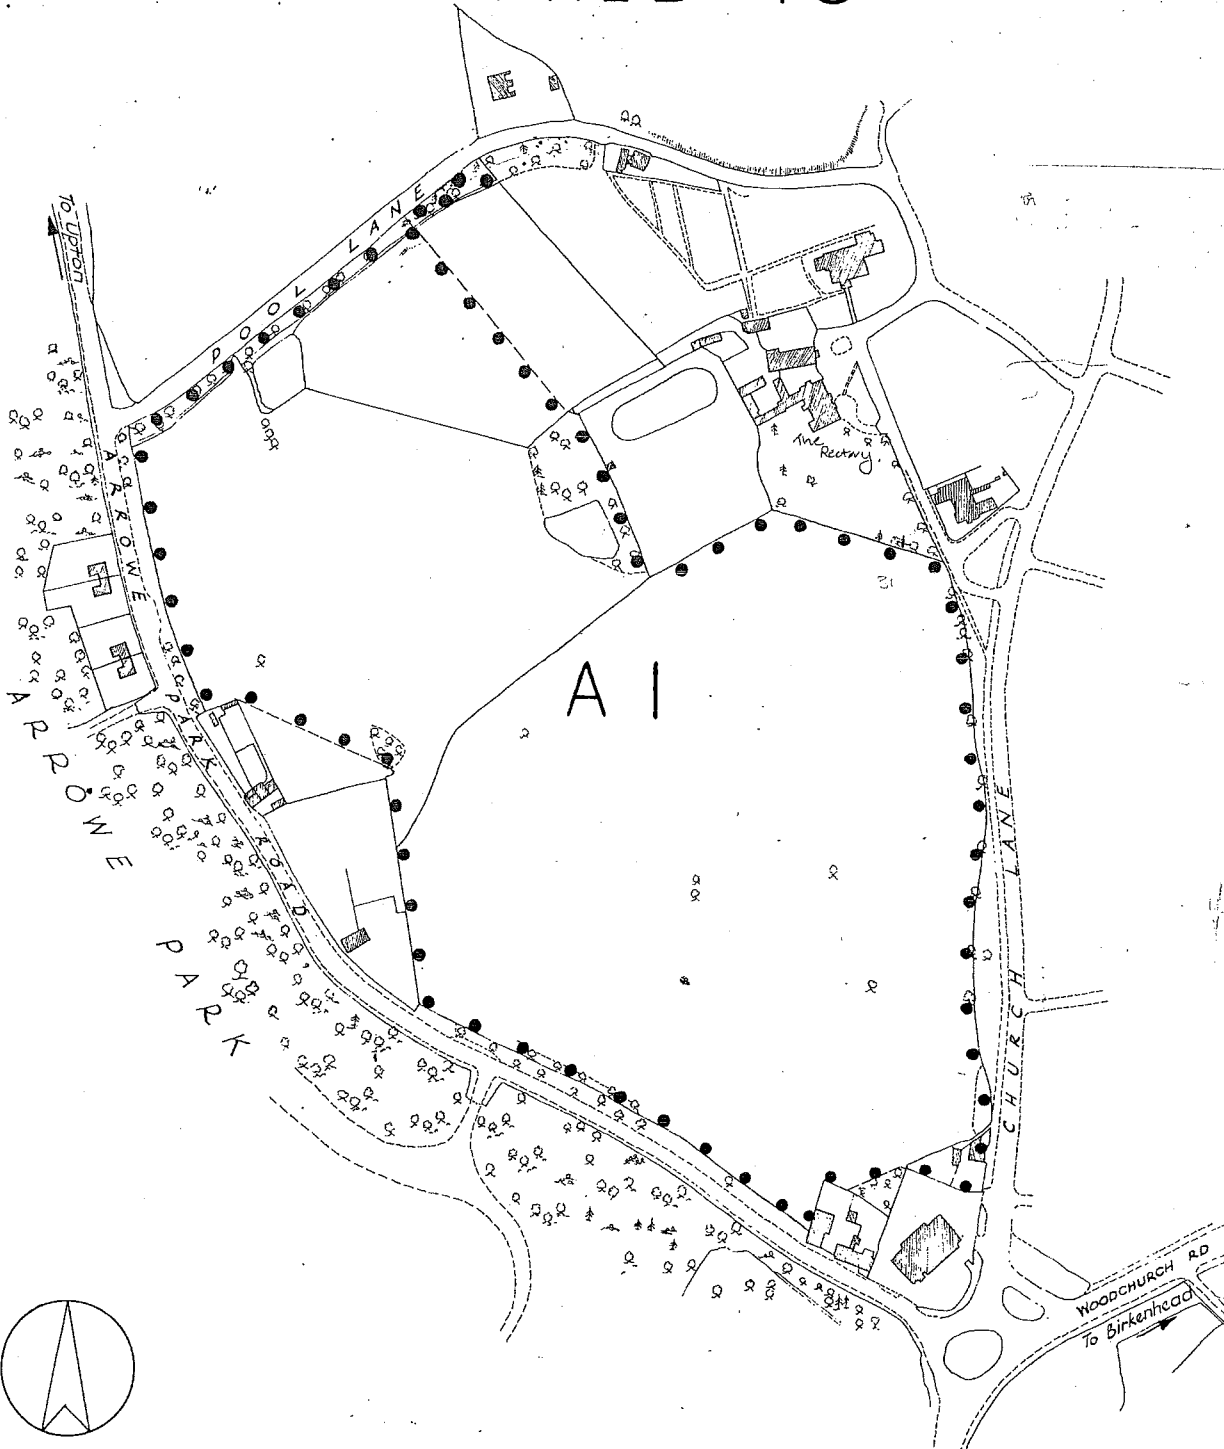 POOL LANE
To Upton
ARROWE PARK ROAD
The Rectory.
A1
ARROWE PARK
CHURCH LANE
WOODCHURCH RD
To Birkenhead